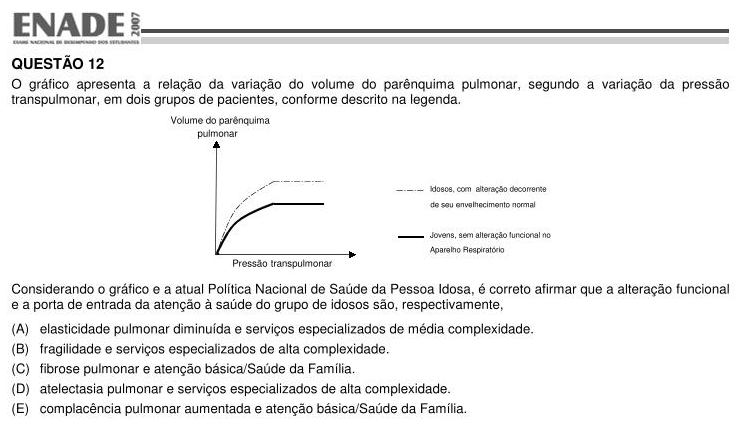 ENADE 2007
EXAME NACIONAL DE DESEMPENHO DOS ESTUDANTES
QUESTÃO 12
O gráfico apresenta a relação da variação do volume do parênquima pulmonar, segundo a variação da pressão
transpulmonar, em dois grupos de pacientes, conforme descrito na legenda.
Volume do parênquima
pulmonar
Idosos, com alteração decorrente
de seu envelhecimento normal
Jovens, sem alteração funcional no
Aparelho Respiratório
Pressão transpulmonar
Considerando o gráfico e a atual Política Nacional de Saúde da Pessoa Idosa, é correto afirmar que a alteração funcional
e a porta de entrada da atenção à saúde do grupo de idosos são, respectivamente,
(A) elasticidade pulmonar diminuída e serviços especializados de média complexidade.
(B) fragilidade e serviços especializados de alta complexidade.
(C) fibrose pulmonar e atenção básica/Saúde da Família.
(D) atelectasia pulmonar e serviços especializados de alta complexidade.
(E) complacência pulmonar aumentada e atenção básica/Saúde da Família.